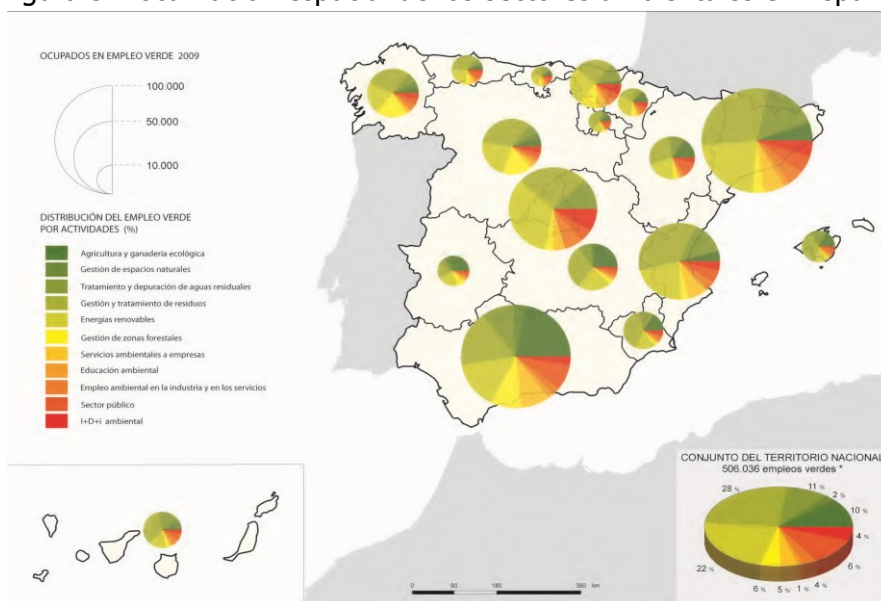 OCUPADOS EN EMPLEO VERDE 2009
100.000
50.000
10.000
DISTRIBUCIÓN DEL EMPLEO VERDE
POR ACTIVIDADES (%)
Agricultura y ganadería ecológica
Gestión de espacios naturales
Tratamiento y depuración de aguas residuales
Gestión y tratamiento de residuos
Energías renovables
Gestión de zonas forestales
Servicios ambientales a empresas
Educación ambiental
Empleo ambiental en la industria y en los servicios
Sector público
I+D+i ambiental
CONJUNTO DEL TERRITORIO NACIONAL
506.036 empleos verdes *
28 %
11 %
2 %
10 %
4 %
6 %
4 %
1 %
5 %
6 %
22 %
0 90 180 360 km